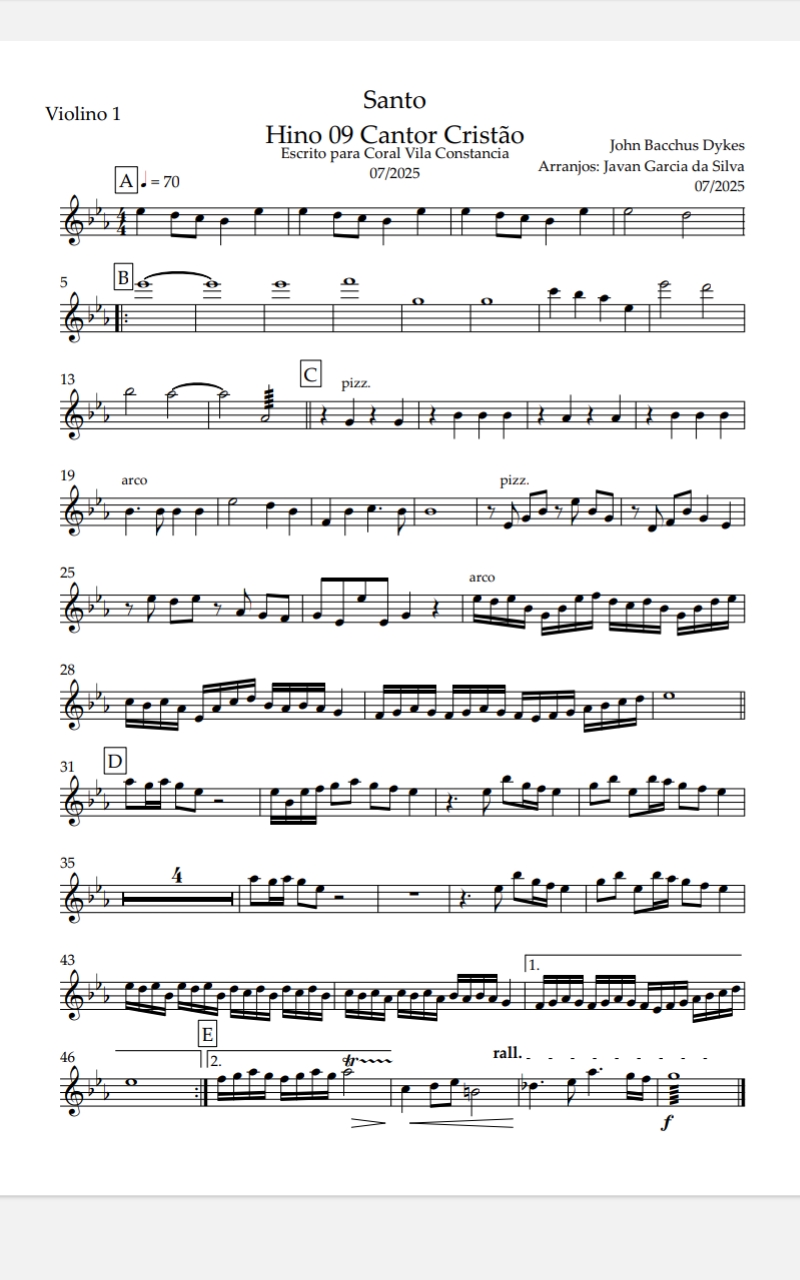 Santo
Violino 1
Hino 09 Cantor Cristão
Escrito para Coral Vila Constancia
07/2025
John Bacchus Dykes
Arranjos: Javan Garcia da Silva
07/2025
A ♩ = 70
4
4
5
B
13
C
pizz.
19
arco
pizz.
25
arco
28
31
D
35
4
43
1.
46
E
2.
tr
rall.
f